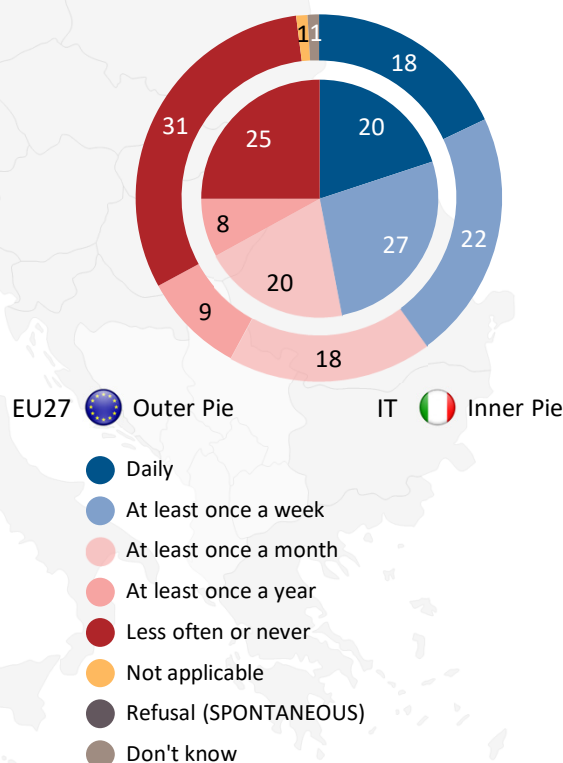 11
18
31
20
25
22
27
8
20
9
18
EU27 Outer Pie IT Inner Pie
Daily
At least once a week
At least once a month
At least once a year
Less often or never
Not applicable
Refusal (SPONTANEOUS)
Don't know